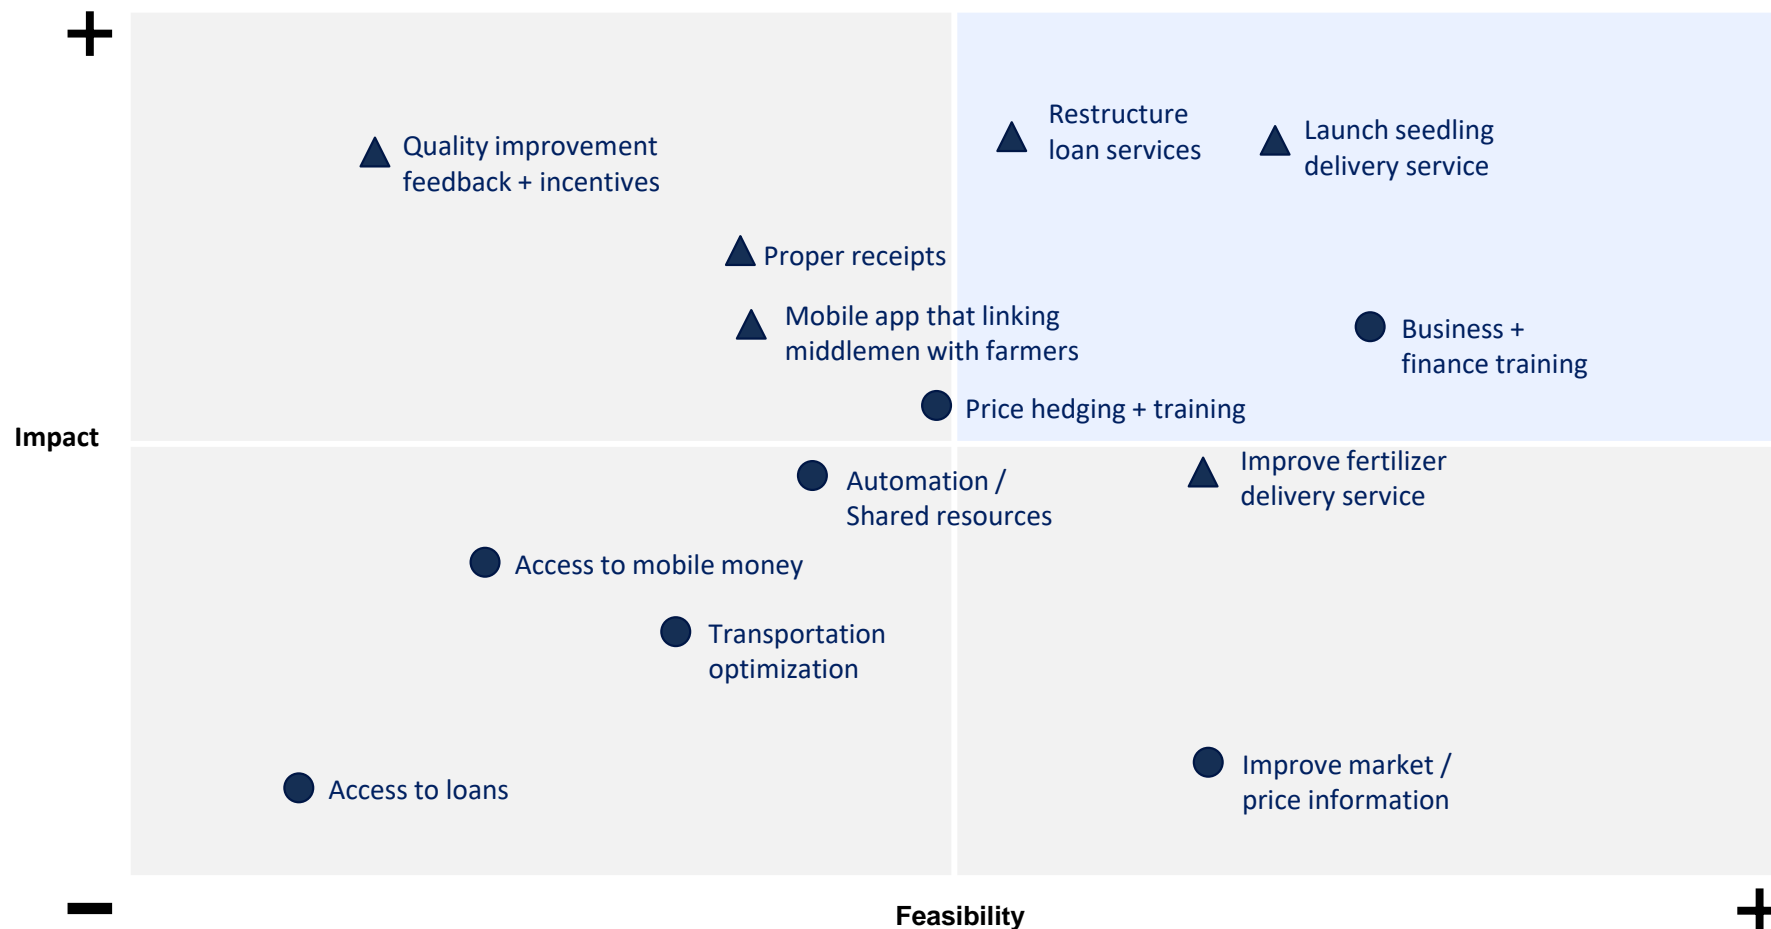 +
Restructure
loan services
Launch seedling
delivery service
Quality improvement
feedback + incentives
Proper receipts
Mobile app that linking
middlemen with farmers
Business +
finance training
Price hedging + training
Impact
Improve fertilizer
delivery service
Automation /
Shared resources
Access to mobile money
Transportation
optimization
Improve market /
price information
Access to loans
−
Feasibility
+